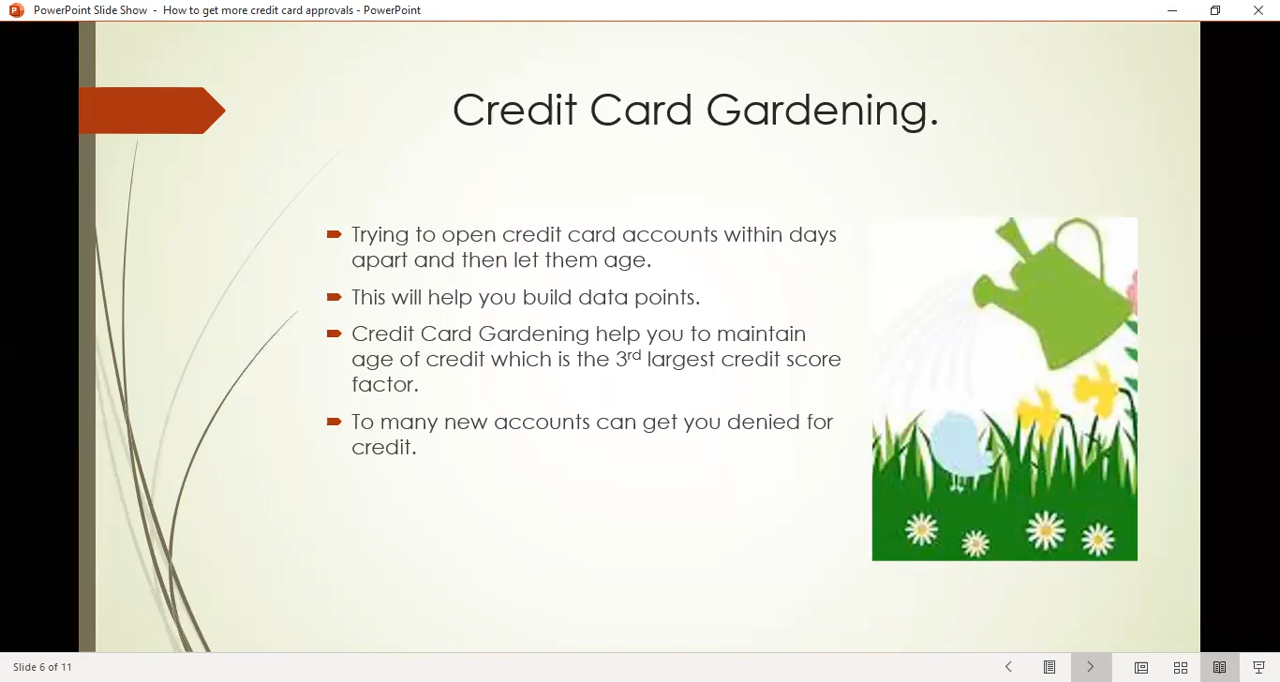 PowerPoint Slide Show - How to get more credit card approvals - PowerPoint
Credit Card Gardening.
Trying to open credit card accounts within days
apart and then let them age.
This will help you build data points.
Credit Card Gardening help you to maintain
age of credit which is the 3rd largest credit score
factor.
To many new accounts can get you denied for
credit.
Slide 6 of 11